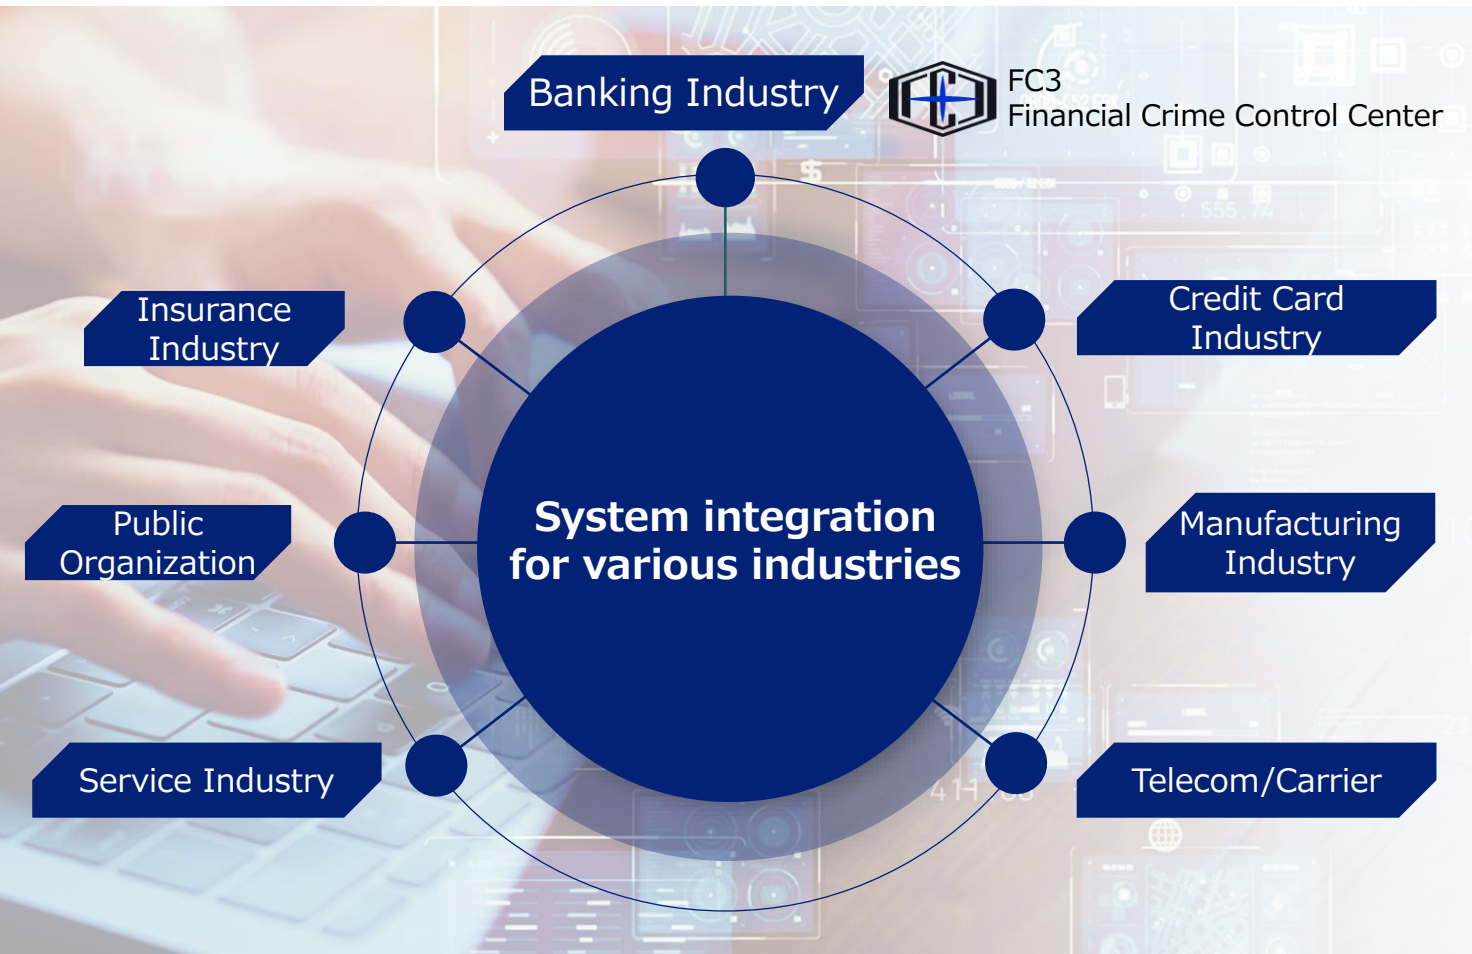 Banking Industry
FC3
Financial Crime Control Center
Insurance
Industry
Credit Card
Industry
Public
Organization
System integration
for various industries
Manufacturing
Industry
Service Industry
Telecom/Carrier